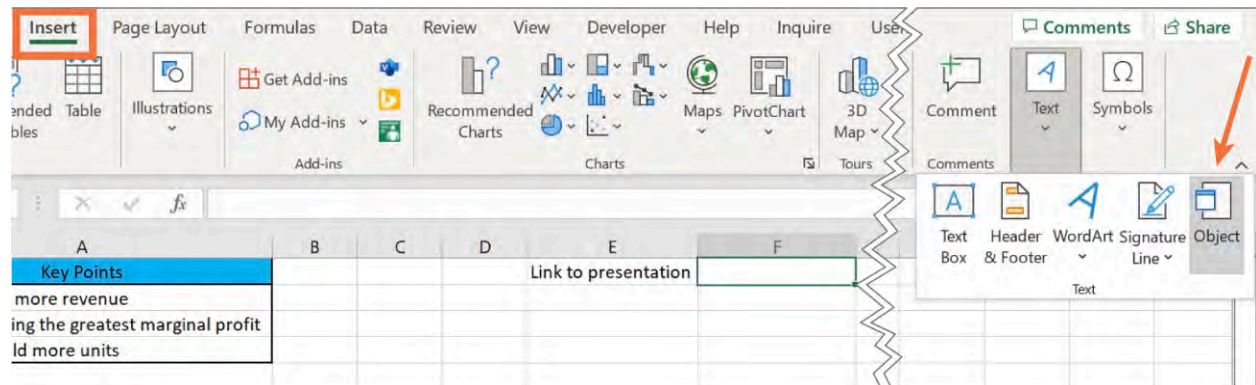 Insert Page Layout Formulas Data Review View Developer Help Inquire Comments Share
Table Illustrations Get Add-ins
My Add-ins
Recommended
Charts
Maps PivotChart 3D
Map
Comment Text Symbols
Add-ins Charts Tours Comments
fx
Text
Box
Header
& Footer
WordArt Signature
Line
Object
Text
A B C D E F
Key Points Link to presentation
more revenue
ing the greatest marginal profit
ld more units